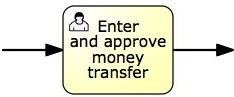 Enter
and approve
money
transfer